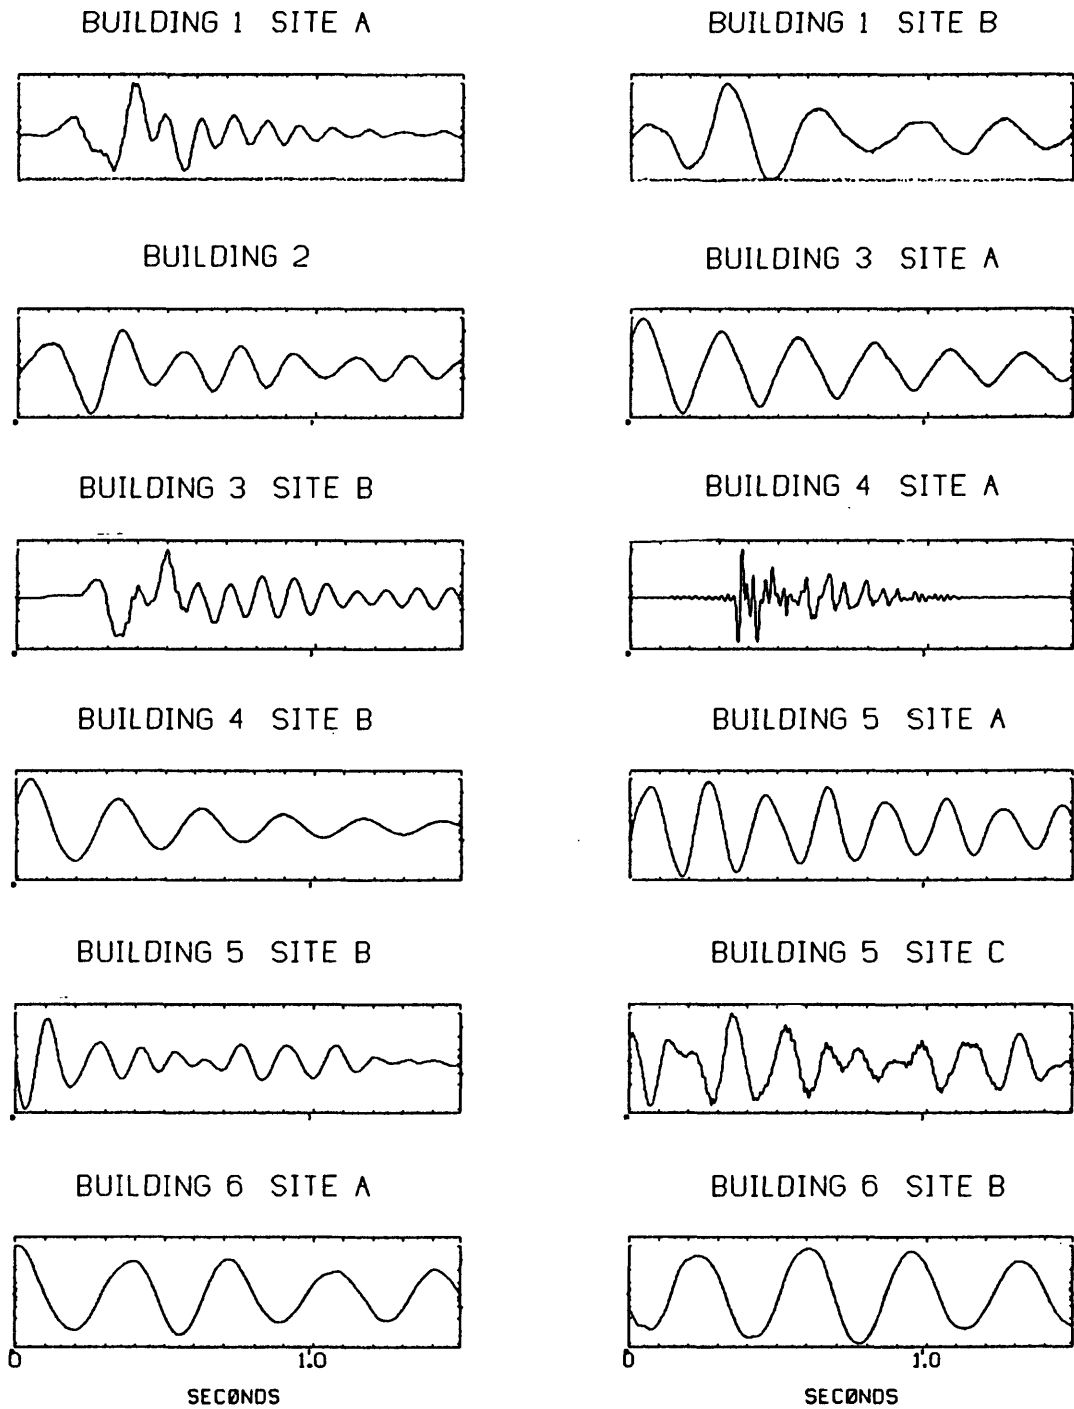 BUILDING 1 SITE A
BUILDING 1 SITE B
BUILDING 2
BUILDING 3 SITE A
BUILDING 3 SITE B
BUILDING 4 SITE A
BUILDING 4 SITE B
BUILDING 5 SITE A
BUILDING 5 SITE B
BUILDING 5 SITE C
BUILDING 6 SITE A
BUILDING 6 SITE B
0 1.0
0 1.0
SECONDS
SECONDS